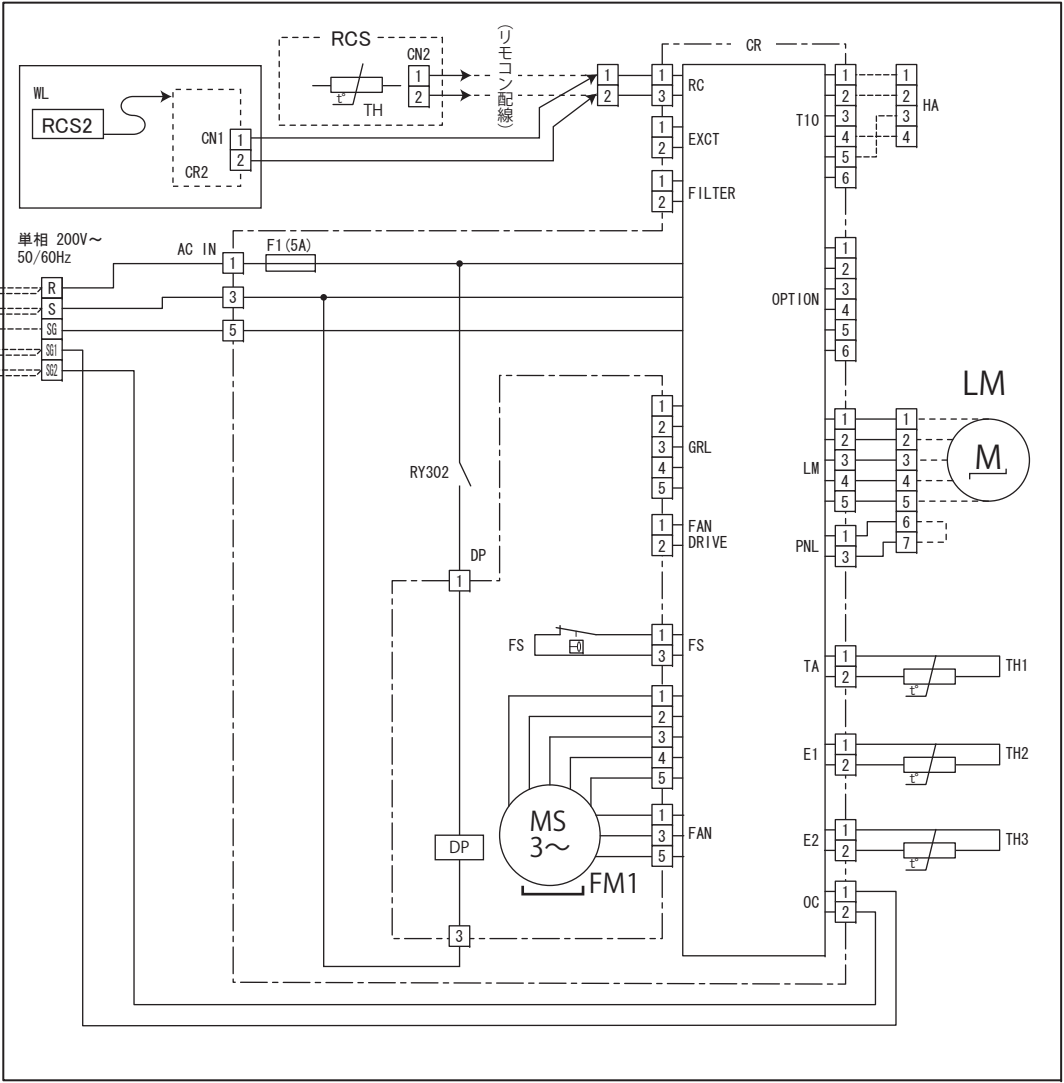 RCS
CN2
1
2
t°
TH
(リモコン配線)
1
2
CR
1
3
RC
1
2
EXCT
1
2
FILTER
WL
RCS2
CN1
1
2
CR2
T10
1
2
3
4
5
6
1
2
3
4
HA
単相 200V～
50/60Hz
AC IN
F1(5A)
1
3
5
R
S
SG
SG1
SG2
OPTION
1
2
3
4
5
6
1
2
3
4
5
GRL
1
2
FAN
DRIVE
RY302
DP
1
LM
LM
1
2
3
4
5
1
2
3
4
5
6
7
M
PNL
1
3
FS
1
3
FS
TA
1
2
t°
TH1
1
2
3
4
5
E1
1
2
t°
TH2
MS
3～
FM1
1
3
5
FAN
DP
3
E2
1
2
t°
TH3
OC
1
2